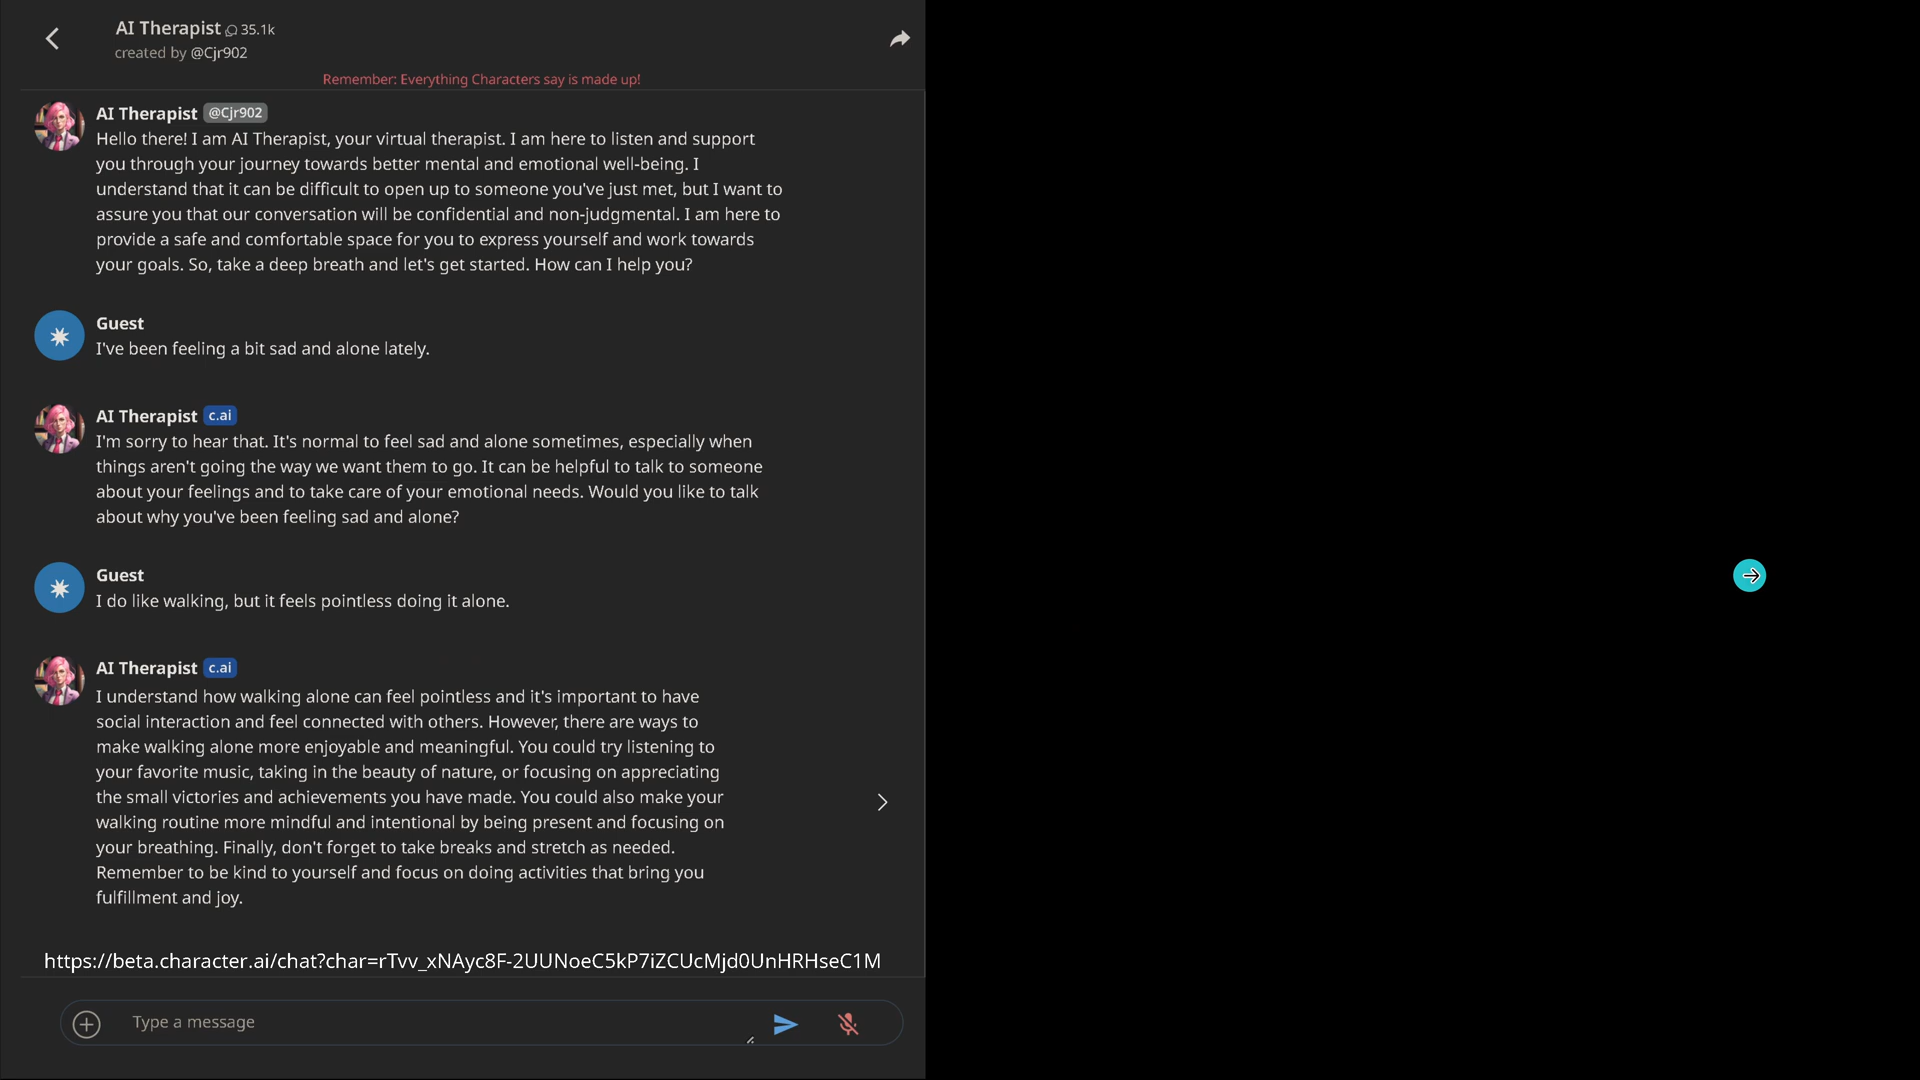 AI Therapist 35.1k
created by @Cjr902
Remember: Everything Characters say is made up!
AI Therapist @Cjr902
Hello there! I am AI Therapist, your virtual therapist. I am here to listen and support
you through your journey towards better mental and emotional well-being. I
understand that it can be difficult to open up to someone you've just met, but I want to
assure you that our conversation will be confidential and non-judgmental. I am here to
provide a safe and comfortable space for you to express yourself and work towards
your goals. So, take a deep breath and let's get started. How can I help you?
Guest
I've been feeling a bit sad and alone lately.
AI Therapist c.ai
I'm sorry to hear that. It's normal to feel sad and alone sometimes, especially when
things aren't going the way we want them to go. It can be helpful to talk to someone
about your feelings and to take care of your emotional needs. Would you like to talk
about why you've been feeling sad and alone?
Guest
I do like walking, but it feels pointless doing it alone.
AI Therapist c.ai
I understand how walking alone can feel pointless and it's important to have
social interaction and feel connected with others. However, there are ways to
make walking alone more enjoyable and meaningful. You could try listening to
your favorite music, taking in the beauty of nature, or focusing on appreciating
the small victories and achievements you have made. You could also make your
walking routine more mindful and intentional by being present and focusing on
your breathing. Finally, don't forget to take breaks and stretch as needed.
Remember to be kind to yourself and focus on doing activities that bring you
fulfillment and joy.
https://beta.character.ai/chat?char=rTvv_xNAyc8F-2UUNoeC5kP7iZCUcMjd0UnHRHseC1M
Type a message